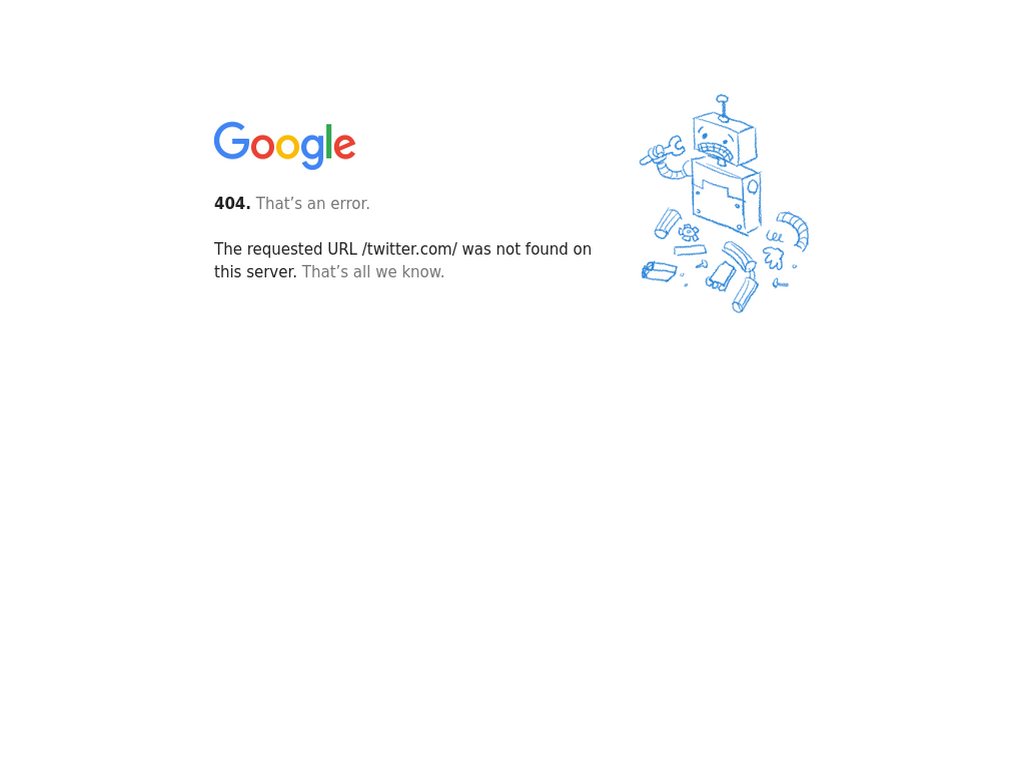 Google
404. That’s an error.
The requested URL /twitter.com/ was not found on
this server. That’s all we know.